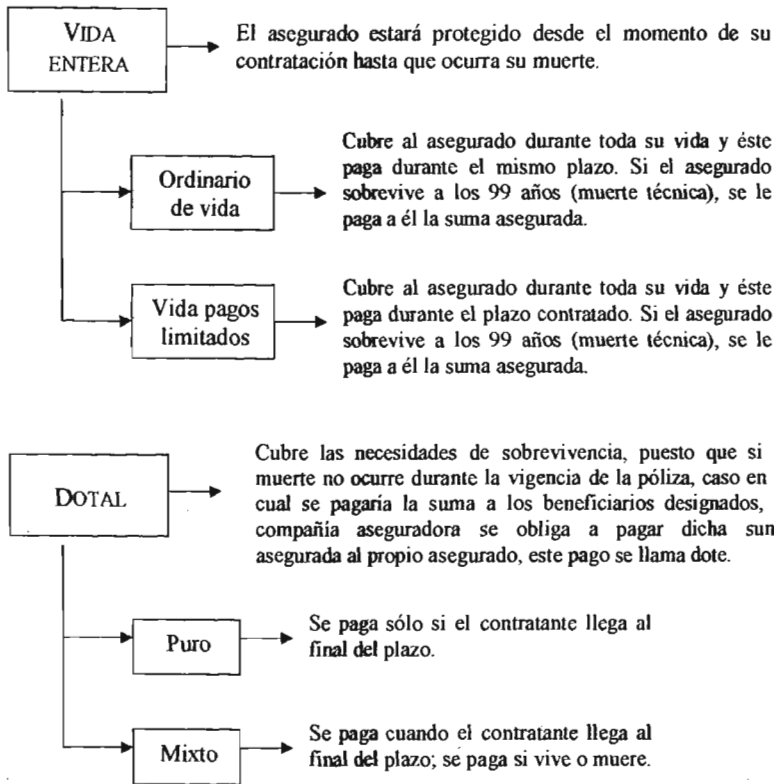 VIDA
ENTERA
El asegurado estará protegido desde el momento de su
contratación hasta que ocurra su muerte.
Ordinario
de vida
Cubre al asegurado durante toda su vida y éste
paga durante el mismo plazo. Si el asegurado
sobrevive a los 99 años (muerte técnica), se le
paga a él la suma asegurada.
Vida pagos
limitados
Cubre al asegurado durante toda su vida y éste
paga durante el plazo contratado. Si el asegurado
sobrevive a los 99 años (muerte técnica), se le
paga a él la suma asegurada.
DOTAL
Cubre las necesidades de sobrevivencia, puesto que si
muerte no ocurre durante la vigencia de la póliza, caso en
cual se pagaría la suma a los beneficiarios designados,
compañía aseguradora se obliga a pagar dicha
asegurada al propio asegurado, este pago se llama dote.
Puro
Se paga sólo si el contratante llega al
final del plazo.
Mixto
Se paga cuando el contratante llega al
final del plazo; se paga si vive o muere.